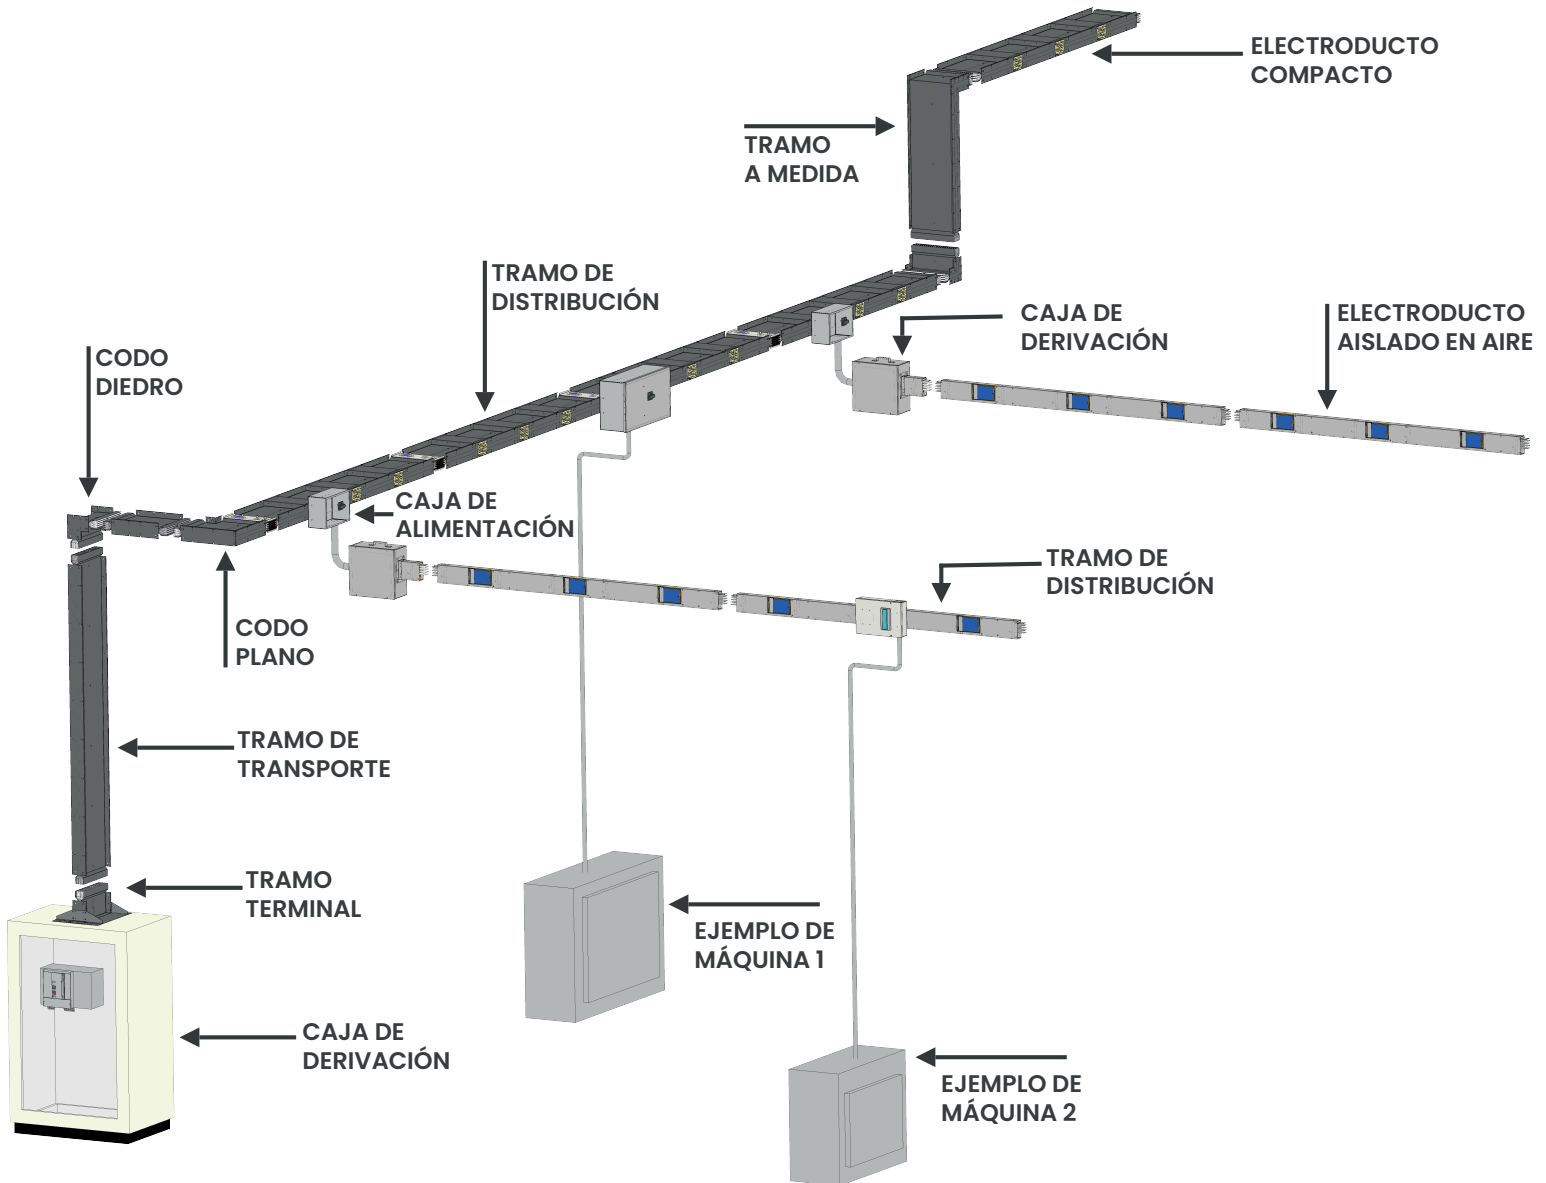 ELECTRODUCTO
COMPACTO
TRAMO
A MEDIDA
TRAMO DE
DISTRIBUCIÓN
CAJA DE
DERIVACIÓN
ELECTRODUCTO
AISLADO EN AIRE
CODO
DIEDRO
CAJA DE
ALIMENTACIÓN
TRAMO DE
DISTRIBUCIÓN
CODO
PLANO
TRAMO DE
TRANSPORTE
TRAMO
TERMINAL
EJEMPLO DE
MÁQUINA 1
CAJA DE
DERIVACIÓN
EJEMPLO DE
MÁQUINA 2